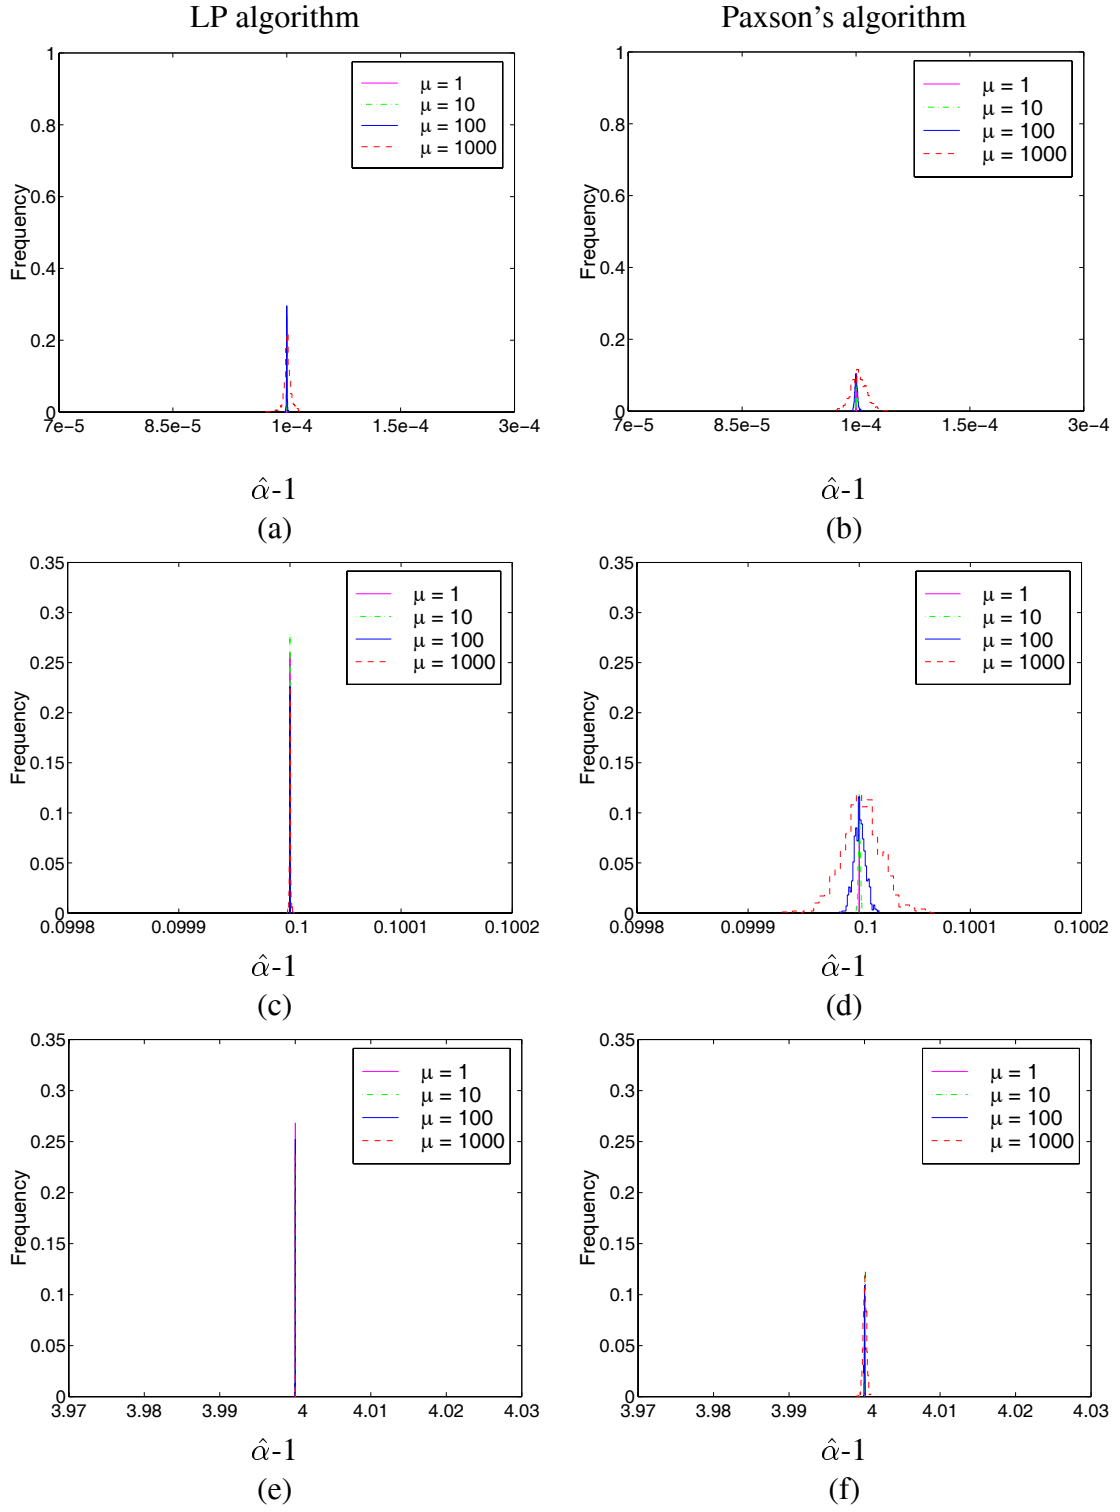 LP algorithm
Paxson's algorithm
1
0.8
0.6
0.4
0.2
0
Frequency
μ = 1
μ = 10
μ = 100
μ = 1000
7e−5 8.5e−5 1e−4 1.5e−4 3e−4
α̂-1
(a)
1
0.8
0.6
0.4
0.2
0
Frequency
μ = 1
μ = 10
μ = 100
μ = 1000
7e−5 8.5e−5 1e−4 1.5e−4 3e−4
α̂-1
(b)
0.35
0.3
0.25
0.2
0.15
0.1
0.05
0
Frequency
μ = 1
μ = 10
μ = 100
μ = 1000
0.0998 0.0999 0.1 0.1001 0.1002
α̂-1
(c)
0.35
0.3
0.25
0.2
0.15
0.1
0.05
0
Frequency
μ = 1
μ = 10
μ = 100
μ = 1000
0.0998 0.0999 0.1 0.1001 0.1002
α̂-1
(d)
0.35
0.3
0.25
0.2
0.15
0.1
0.05
0
Frequency
μ = 1
μ = 10
μ = 100
μ = 1000
3.97 3.98 3.99 4 4.01 4.02 4.03
α̂-1
(e)
0.35
0.3
0.25
0.2
0.15
0.1
0.05
0
Frequency
μ = 1
μ = 10
μ = 100
μ = 1000
3.97 3.98 3.99 4 4.01 4.02 4.03
α̂-1
(f)